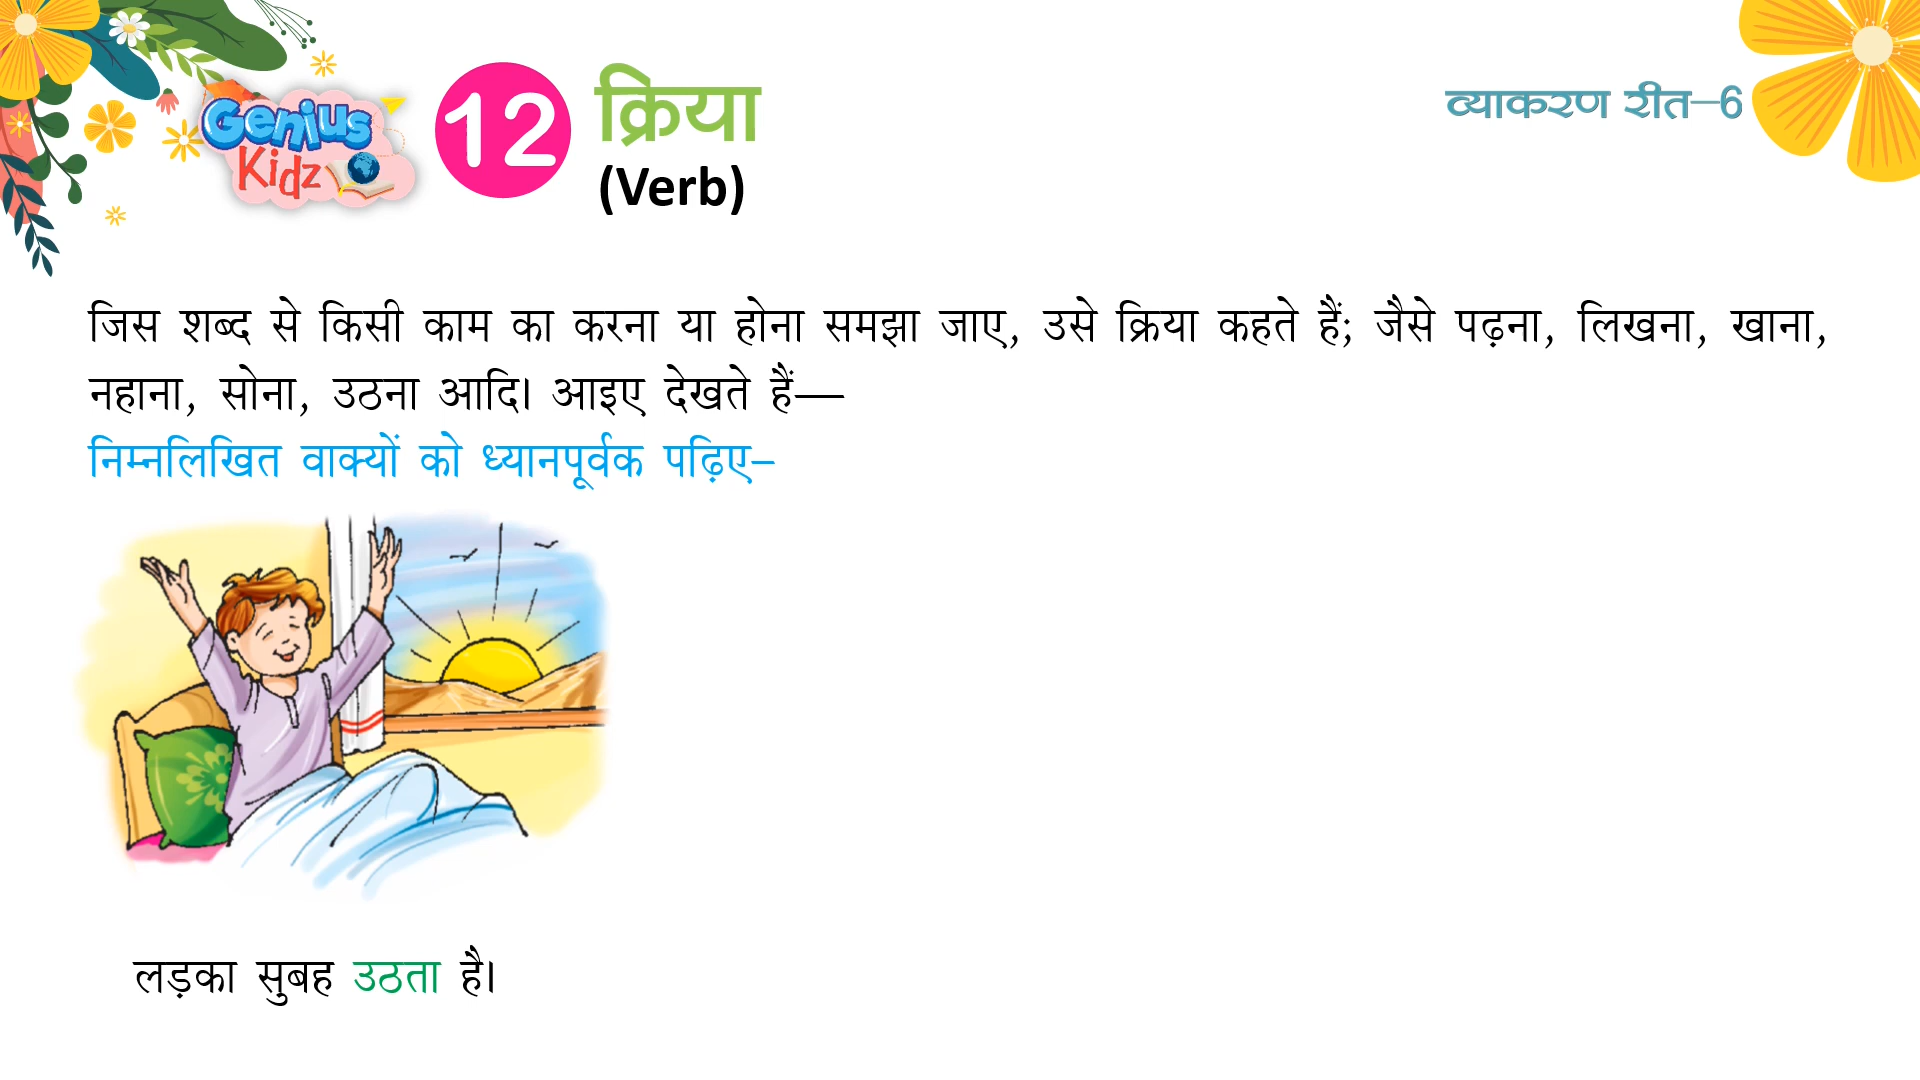 Genius
Kidz
12
क्रिया
(Verb)
व्याकरण रीत–6
जिस शब्द से किसी काम का करना या होना समझा जाए, उसे क्रिया कहते हैं; जैसे पढ़ना, लिखना, खाना,
नहाना, सोना, उठना आदि। आइए देखते हैं—
निम्नलिखित वाक्यों को ध्यानपूर्वक पढ़िए–
लड़का सुबह उठता है।